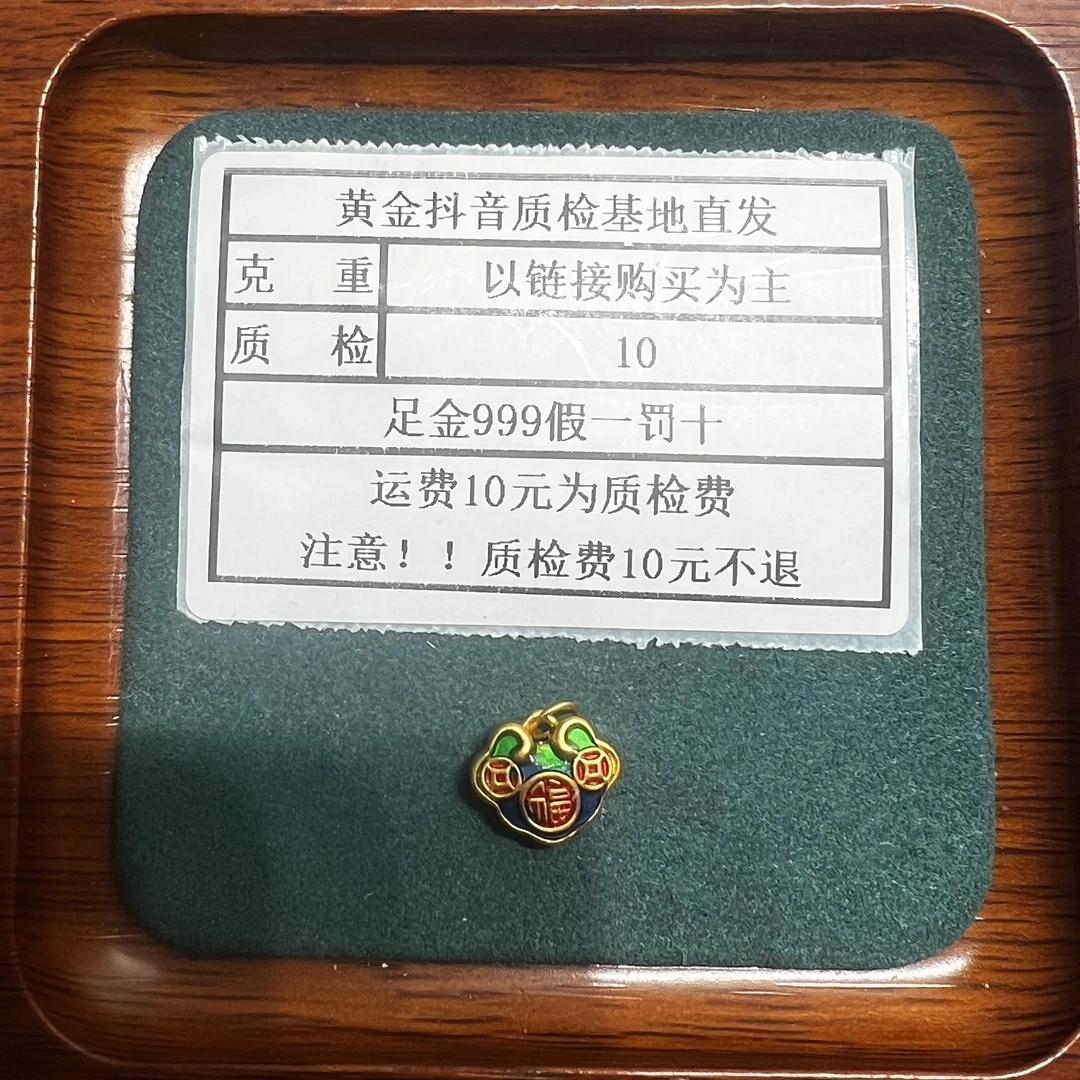 黄金抖音质检基地直发
克重 以链接购买为主
质检 10
足金999假一罚十
运费10元为质检费
注意！！质检费10元不退
福